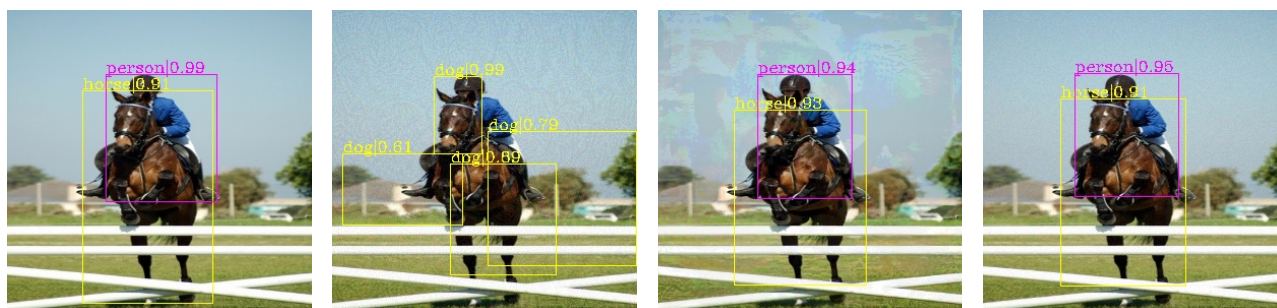 person|0.99
horse|0.91
dog|0.99
dog|0.79
dog|0.61
dog|0.69
person|0.94
horse|0.93
person|0.95
horse|0.91